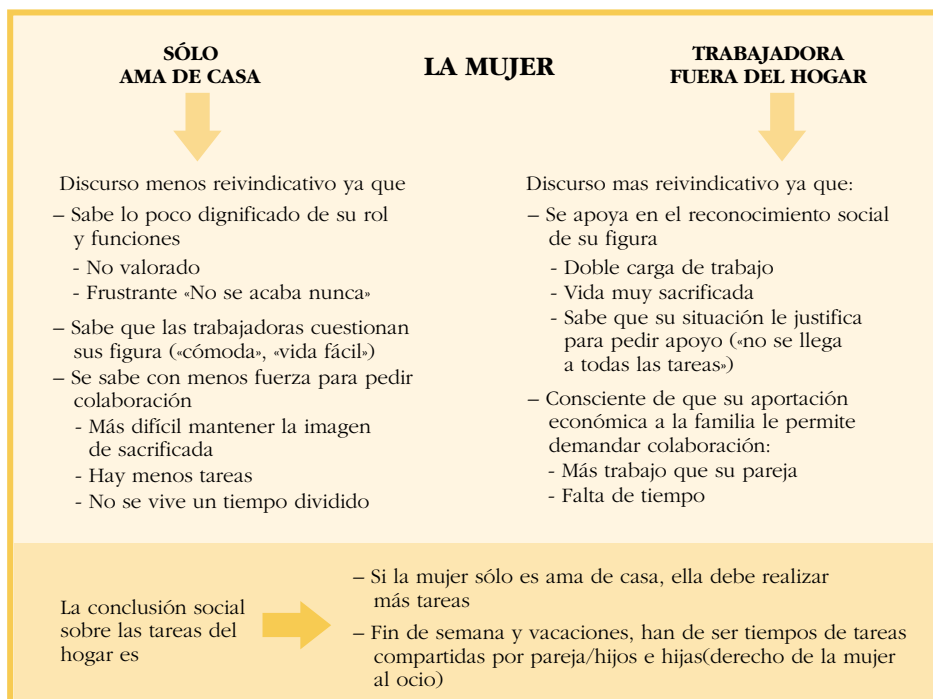 SÓLO
AMA DE CASA
LA MUJER
TRABAJADORA
FUERA DEL HOGAR
Discurso menos reivindicativo ya que
– Sabe lo poco dignificado de su rol
y funciones
- No valorado
- Frustrante «No se acaba nunca»
– Sabe que las trabajadoras cuestionan
sus figura («cómoda», «vida fácil»)
– Se sabe con menos fuerza para pedir
colaboración
- Más difícil mantener la imagen
de sacrificada
- Hay menos tareas
- No se vive un tiempo dividido
Discurso mas reivindicativo ya que:
– Se apoya en el reconocimiento social
de su figura
- Doble carga de trabajo
- Vida muy sacrificada
- Sabe que su situación le justifica
para pedir apoyo («no se llega
a todas las tareas»)
– Consciente de que su aportación
económica a la familia le permite
demandar colaboración:
- Más trabajo que su pareja
- Falta de tiempo
La conclusión social
sobre las tareas del
hogar es
– Si la mujer sólo es ama de casa, ella debe realizar
más tareas
– Fin de semana y vacaciones, han de ser tiempos de tareas
compartidas por pareja/hijos e hijas(derecho de la mujer
al ocio)